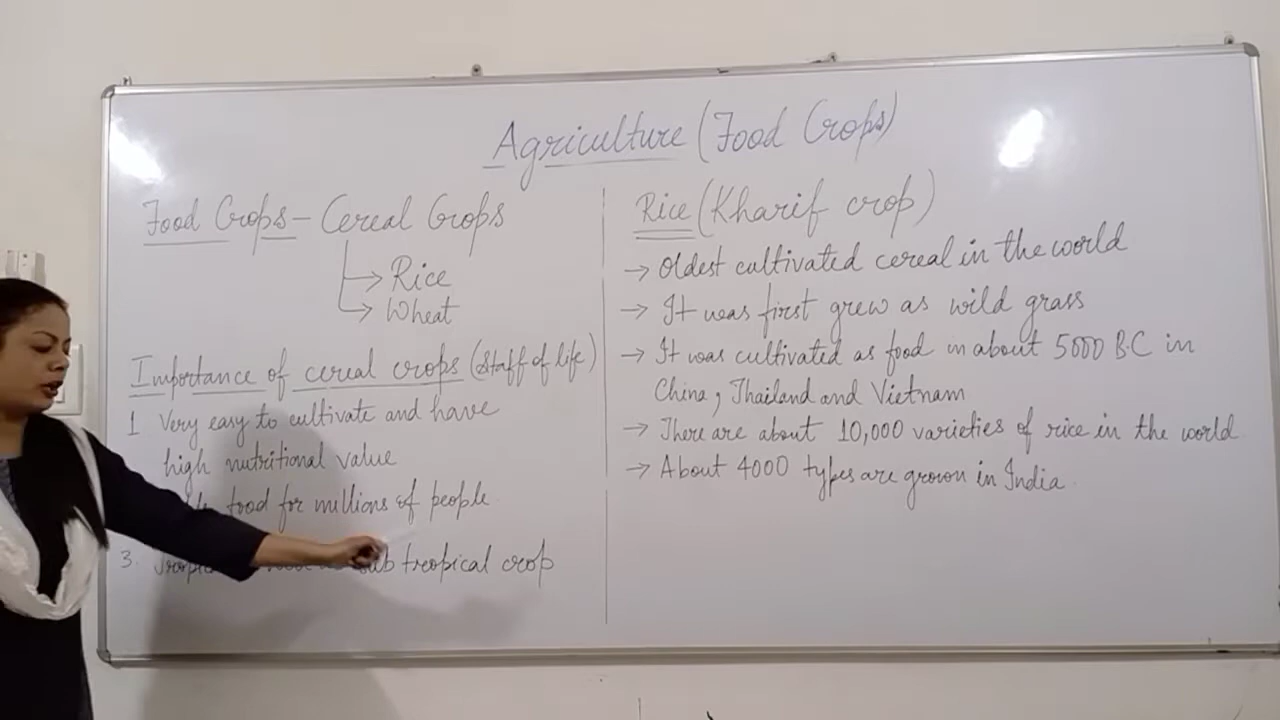 Agriculture (Food Crops)
Food Crops - Cereal Crops
→ Rice
→ Wheat
Importance of cereal crops (Staff of life)
1 Very easy to cultivate and have
high nutritional value
food for millions of people
3. sub treopical crop
Rice (Kharif crop)
→ Oldest cultivated cereal in the world
→ It was first grew as wild grass
→ It was cultivated as food in about 5000 B.C in
China, Thailand and Vietnam
→ There are about 10,000 varieties of rice in the world
→ About 4000 types are grown in India